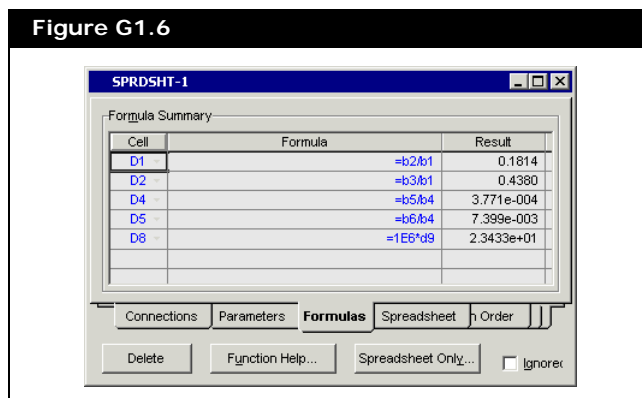 Figure G1.6
SPRDSHT-1
Formula Summary
Cell Formula Result
D1 =b2/b1 0.1814
D2 =b3/b1 0.4380
D4 =b5/b4 3.771e-004
D5 =b6/b4 7.399e-003
D8 =1E6*d9 2.3433e+01
Connections Parameters Formulas Spreadsheet n Order
Delete Function Help... Spreadsheet Only... Ignored